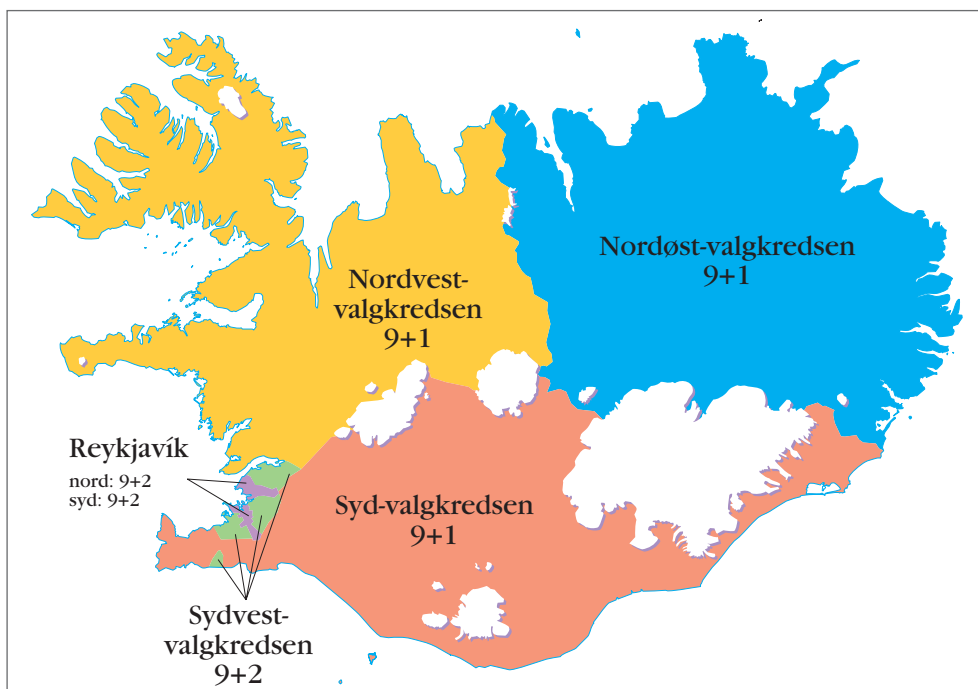 Nordøst-valgkredsen
9+1
Nordvest-
valgkredsen
9+1
Reykjavík
nord: 9+2
syd: 9+2
Syd-valgkredsen
9+1
Sydvest-
valgkredsen
9+2